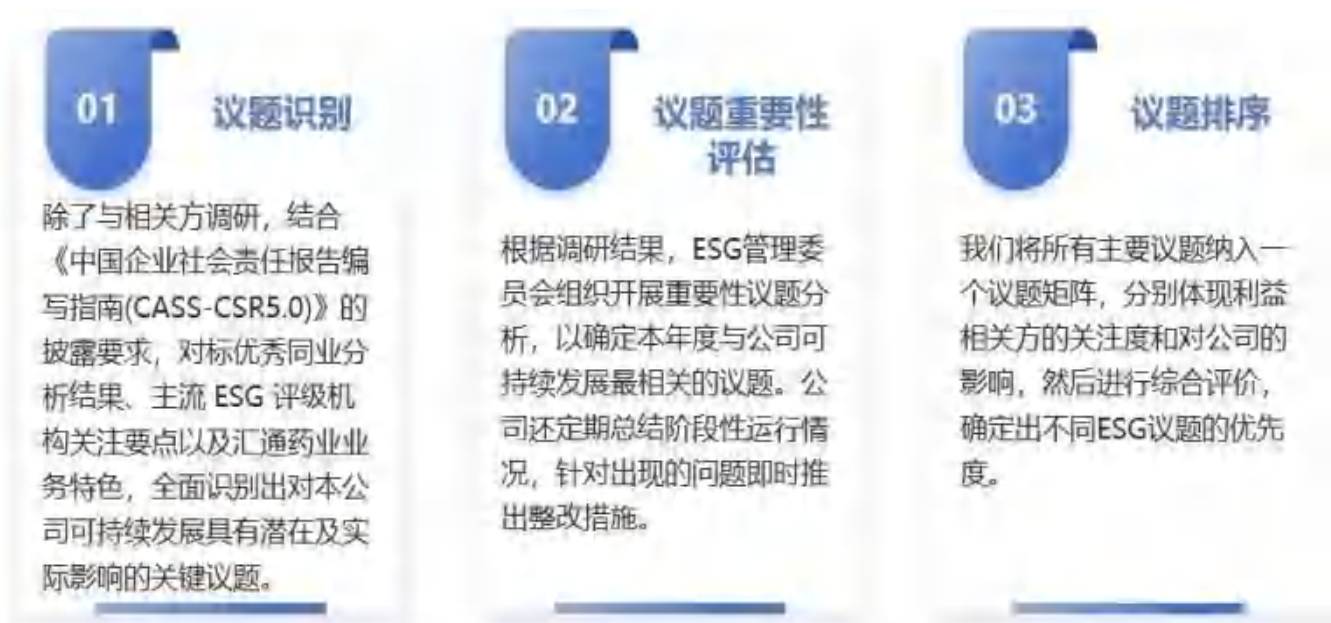 01
议题识别
除了与相关方调研，结合
《中国企业社会责任报告编
写指南(CASS-CSR5.0)》的
披露要求，对标优秀同业分
析结果、主流 ESG 评级机
构关注要点以及汇通药业业
务特色，全面识别出对本公
司可持续发展具有潜在及实
际影响的关键议题。
02
议题重要性
评估
根据调研结果，ESG管理委
员会组织开展重要性议题分
析，以确定本年度与公司可
持续发展最相关的议题。公
司还定期总结阶段性运行情
况，针对出现的问题即时推
出整改措施。
03
议题排序
我们将所有主要议题纳入一
个议题矩阵，分别体现利益
相关方的关注度和对公司的
影响，然后进行综合评价，
确定出不同ESG议题的优先
度。